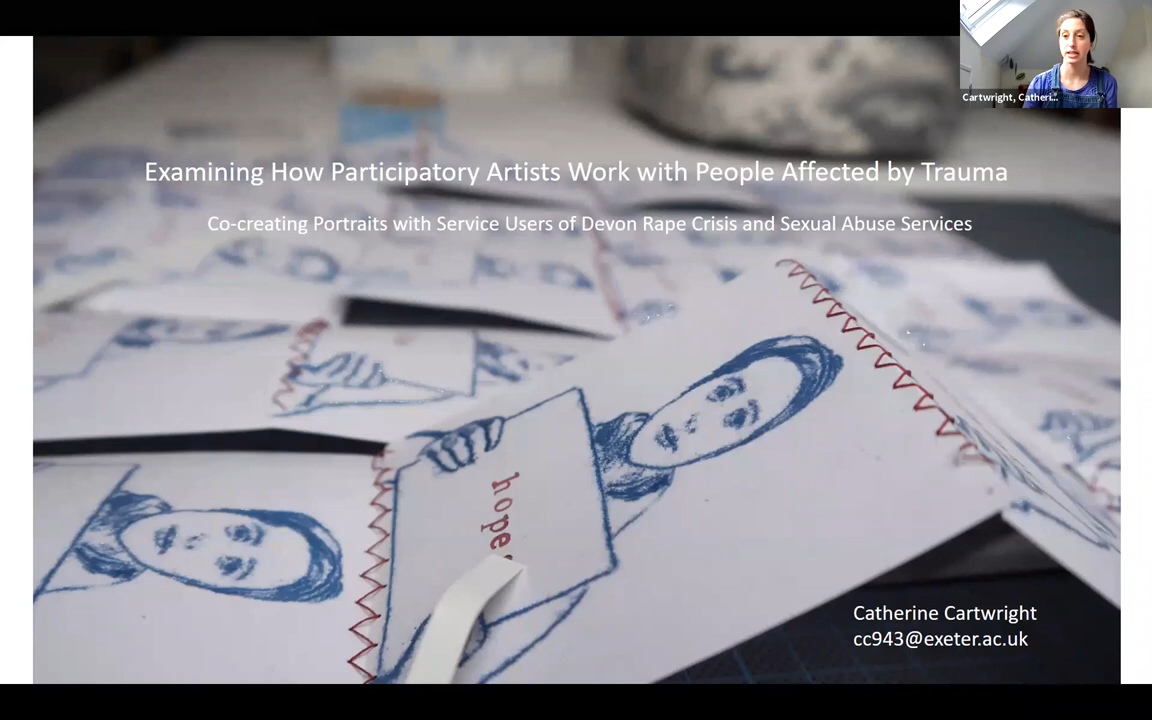 Cartwright, Catheri...
Examining How Participatory Artists Work with People Affected by Trauma
Co-creating Portraits with Service Users of Devon Rape Crisis and Sexual Abuse Services
hope
Catherine Cartwright
cc943@exeter.ac.uk